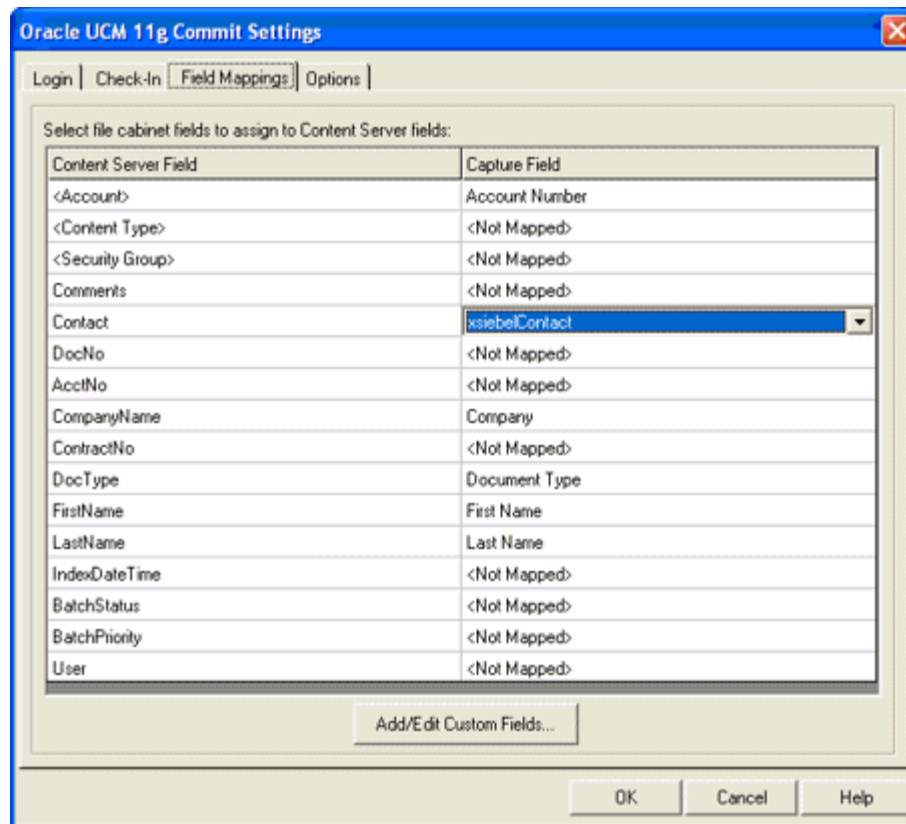 Oracle UCM 11g Commit Settings
Login Check-In Field Mappings Options
Select file cabinet fields to assign to Content Server fields:
Content Server Field Capture Field
<Account> Account Number
<Content Type> <Not Mapped>
<Security Group> <Not Mapped>
Comments <Not Mapped>
Contact xsiebelContact
DocNo <Not Mapped>
AcctNo <Not Mapped>
CompanyName Company
ContractNo <Not Mapped>
DocType Document Type
FirstName First Name
LastName Last Name
IndexDateTime <Not Mapped>
BatchStatus <Not Mapped>
BatchPriority <Not Mapped>
User <Not Mapped>
Add/Edit Custom Fields...
OK Cancel Help